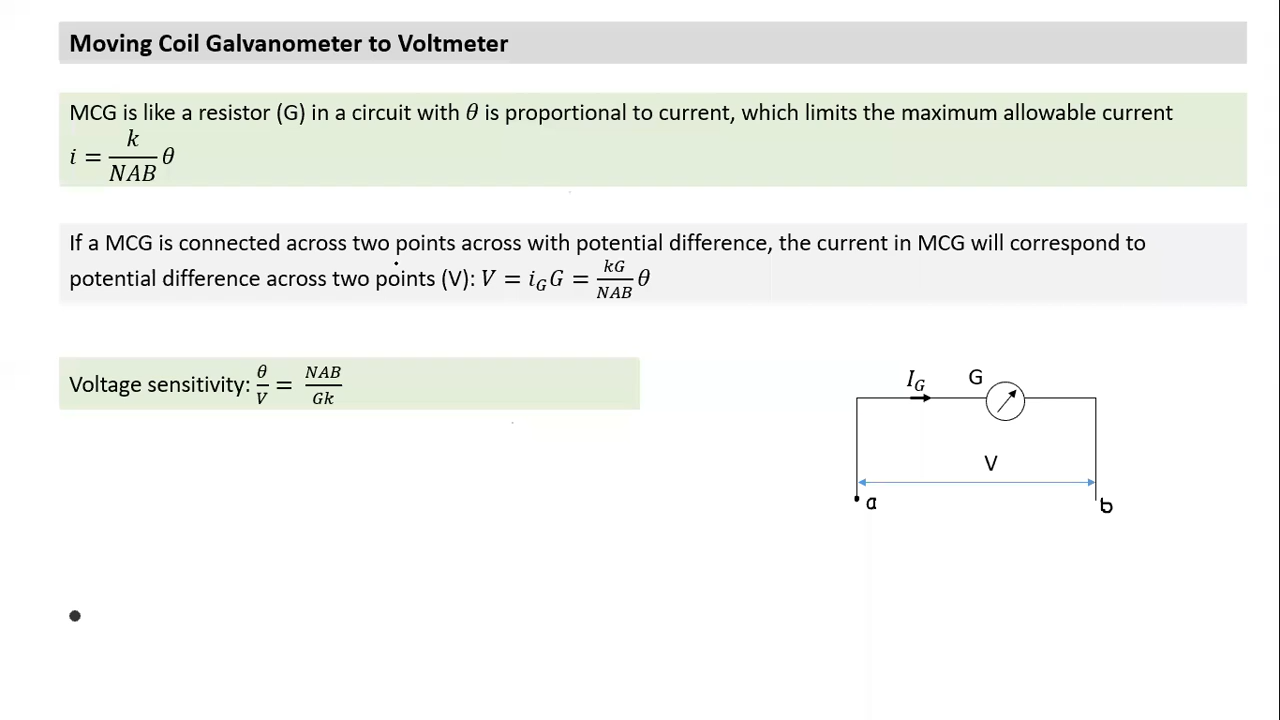 Moving Coil Galvanometer to Voltmeter
MCG is like a resistor (G) in a circuit with θ is proportional to current, which limits the maximum allowable current
i = k/NAB θ
If a MCG is connected across two points across with potential difference, the current in MCG will correspond to
potential difference across two points (V): V = i_G G = kG/NAB θ
Voltage sensitivity: θ/V = NAB/Gk
I_G G
V
a b